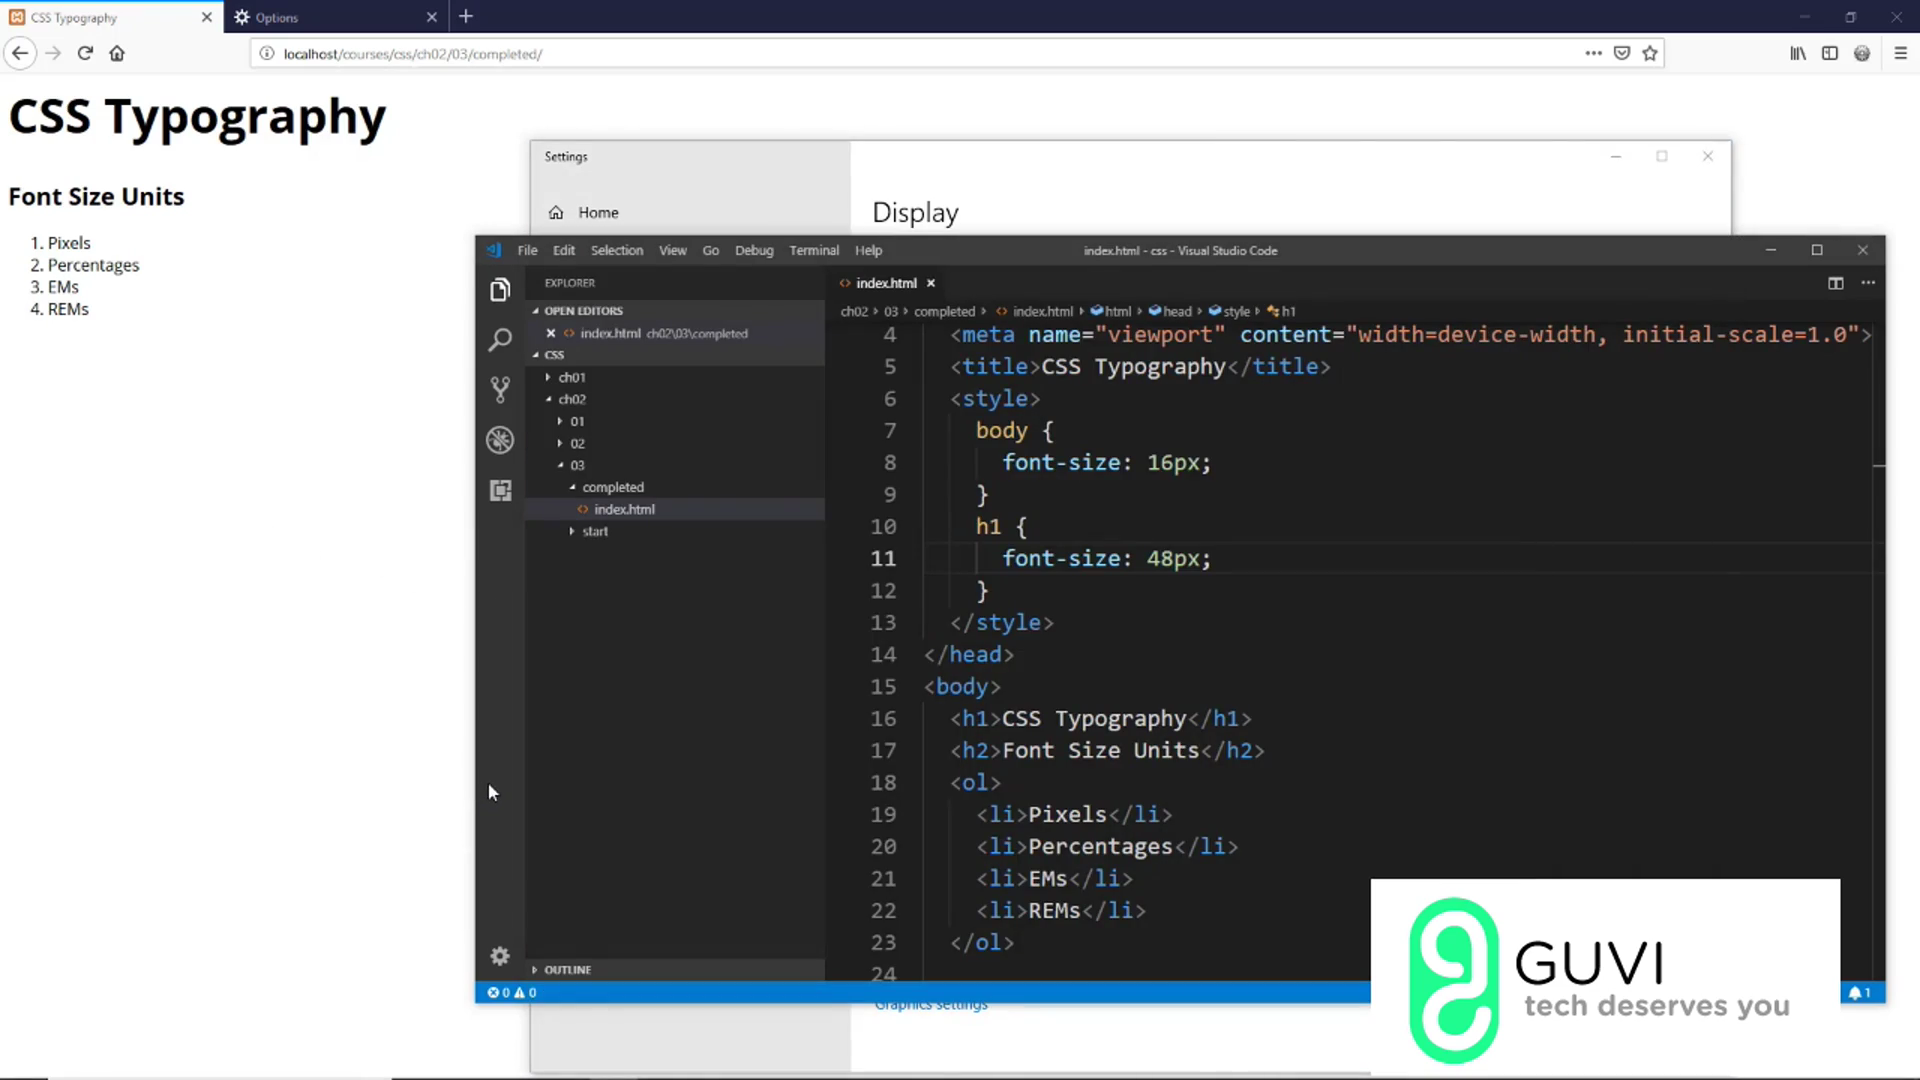 CSS Typography
Options
localhost/courses/css/ch02/03/completed/
CSS Typography
Font Size Units
1. Pixels
2. Percentages
3. EMs
4. REMs
Settings
Home
Display
File Edit Selection View Go Debug Terminal Help
index.html - css - Visual Studio Code
EXPLORER
OPEN EDITORS
index.html ch02\03\completed
CSS
ch01
ch02
01
02
03
completed
index.html
start
OUTLINE
index.html
ch02 > 03 > completed > index.html > html > head > style > h1
4 <meta name="viewport" content="width=device-width, initial-scale=1.0">
5 <title>CSS Typography</title>
6 <style>
7 body {
8 font-size: 16px;
9 }
10 h1 {
11 font-size: 48px;
12 }
13 </style>
14 </head>
15 <body>
16 <h1>CSS Typography</h1>
17 <h2>Font Size Units</h2>
18 <ol>
19 <li>Pixels</li>
20 <li>Percentages</li>
21 <li>EMs</li>
22 <li>REMs</li>
23 </ol>
24
0 0
1
Graphics settings
GUVI
tech deserves you